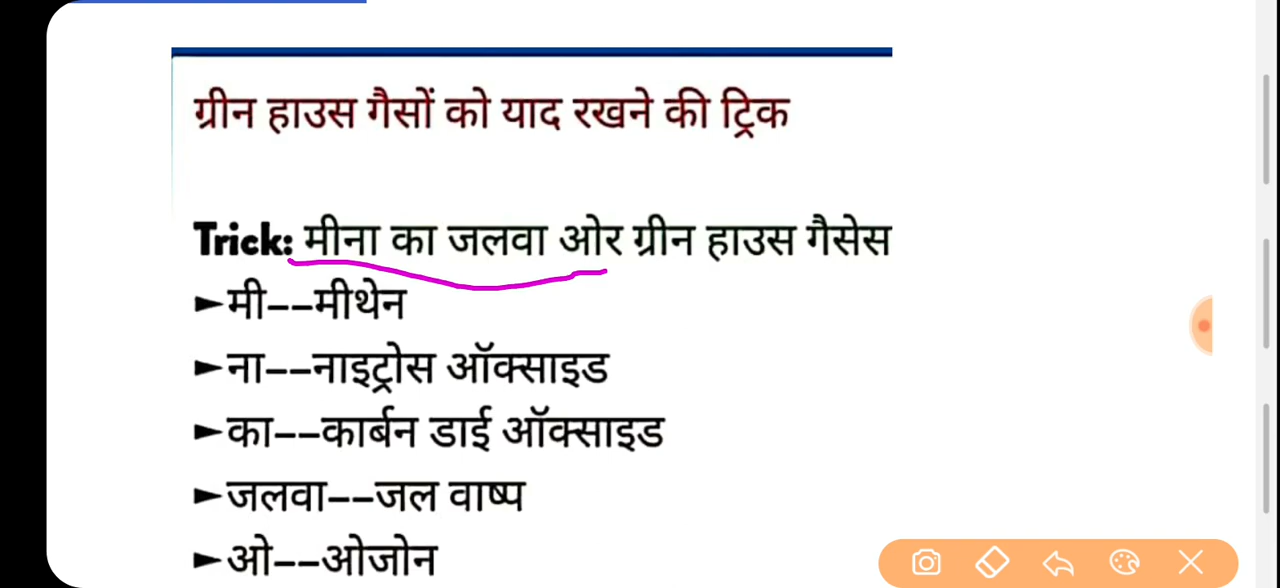 ग्रीन हाउस गैसों को याद रखने की ट्रिक
Trick: मीना का जलवा ओर ग्रीन हाउस गैसेस
►मी--मीथेन
►ना--नाइट्रोस ऑक्साइड
►का--कार्बन डाई ऑक्साइड
►जलवा--जल वाष्प
►ओ--ओजोन